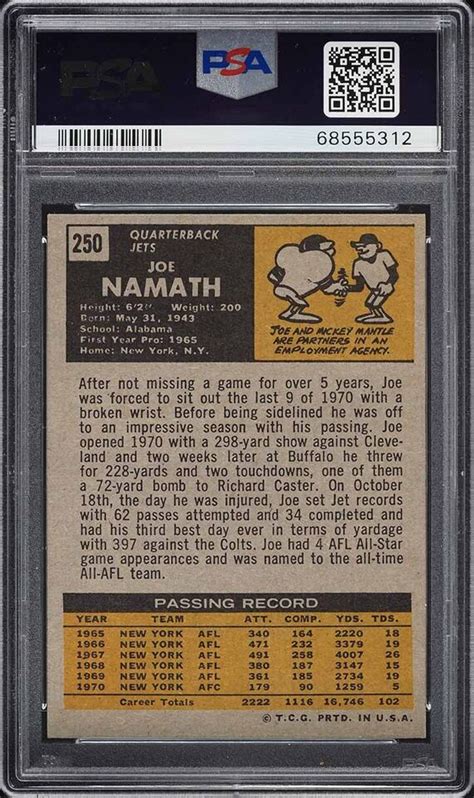 PSA
PSA
68555312
250
QUARTERBACK
JETS
JOE
NAMATH
Height: 6'2" Weight: 200
Born: May 31, 1943
School: Alabama
First Year Pro: 1965
Home: New York, N.Y.
JOE AND MICKEY MANTLE
ARE PARTNERS IN AN
EMPLOYMENT AGENCY.
After not missing a game for over 5 years, Joe
was forced to sit out the last 9 of 1970 with a
broken wrist. Before being sidelined he was off
to an impressive season with his passing. Joe
opened 1970 with a 298-yard show against Cleve-
land and two weeks later at Buffalo he threw
for 228-yards and two touchdowns, one of them
a 72-yard bomb to Richard Caster. On October
18th, the day he was injured, Joe set Jet records
with 62 passes attempted and 34 completed and
had his third best day ever in terms of yardage
with 397 against the Colts. Joe had 4 AFL All-Star
game appearances and was named to the all-time
All-AFL team.
PASSING RECORD
YEAR TEAM ATT. COMP. YDS. TDS.
1965 NEW YORK AFL 340 164 2220 18
1966 NEW YORK AFL 471 232 3379 19
1967 NEW YORK AFL 491 258 4007 26
1968 NEW YORK AFL 380 187 3147 15
1969 NEW YORK AFL 361 185 2734 19
1970 NEW YORK AFC 179 90 1259 5
Career Totals 2222 1116 16,746 102
© T.C.G. PRTD. IN U.S.A.
PSA